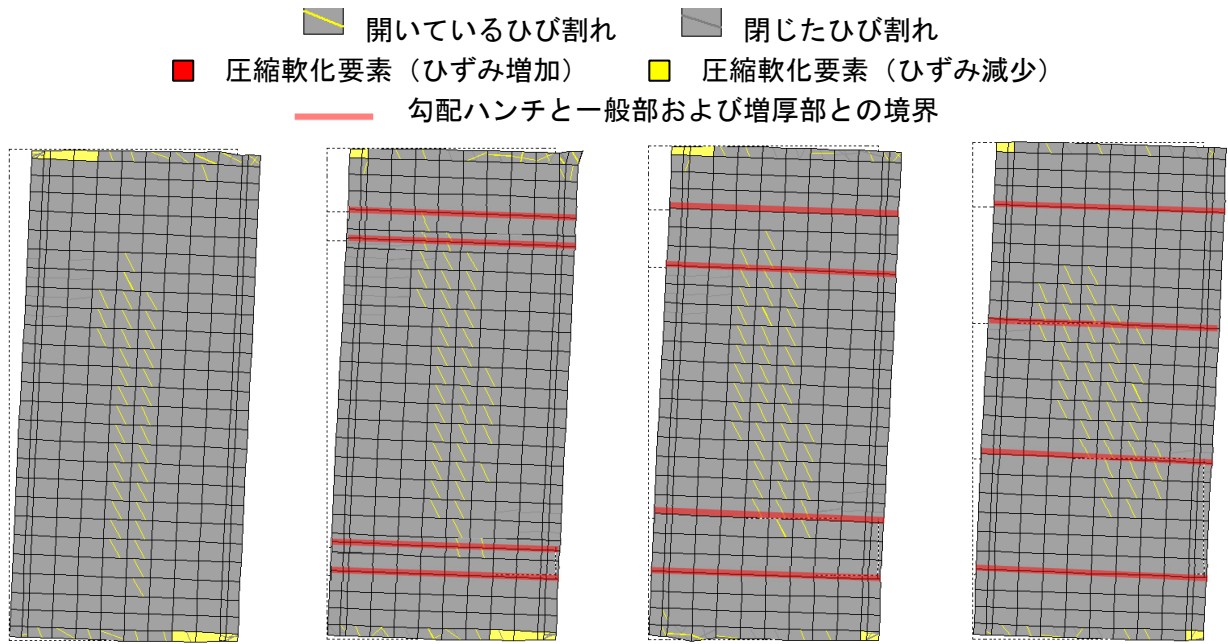 開いているひび割れ 閉じたひび割れ
圧縮軟化要素（ひずみ増加） 圧縮軟化要素（ひずみ減少）
勾配ハンチと一般部および増厚部との境界